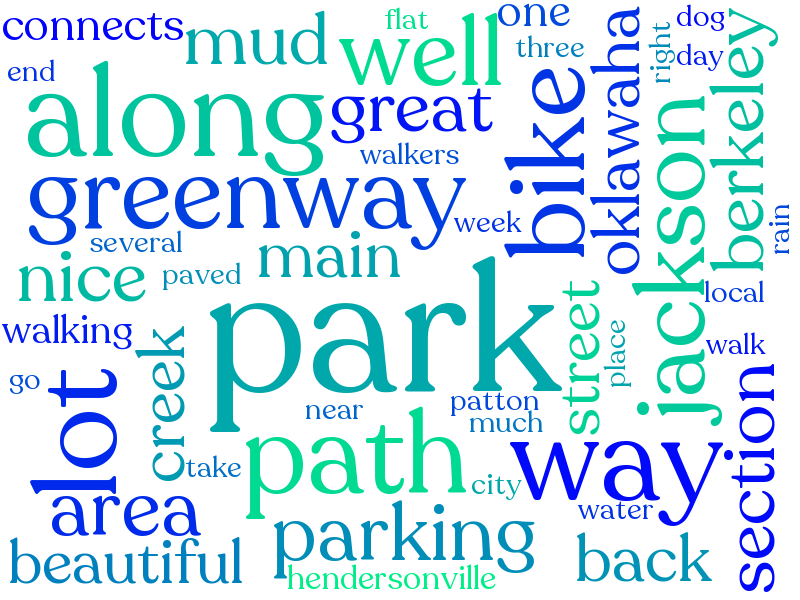 connects
mud
flat
one
dog
end
well
three
right
day
along
great
bike
oklawaha
berkeley
walkers
jackson
greenway
week
rain
several
main
nice
paved
local
park
street
walking
place
walk
creek
go
lot
near
patton
much
section
path
way
take
city
area
parking
water
beautiful
back
hendersonville